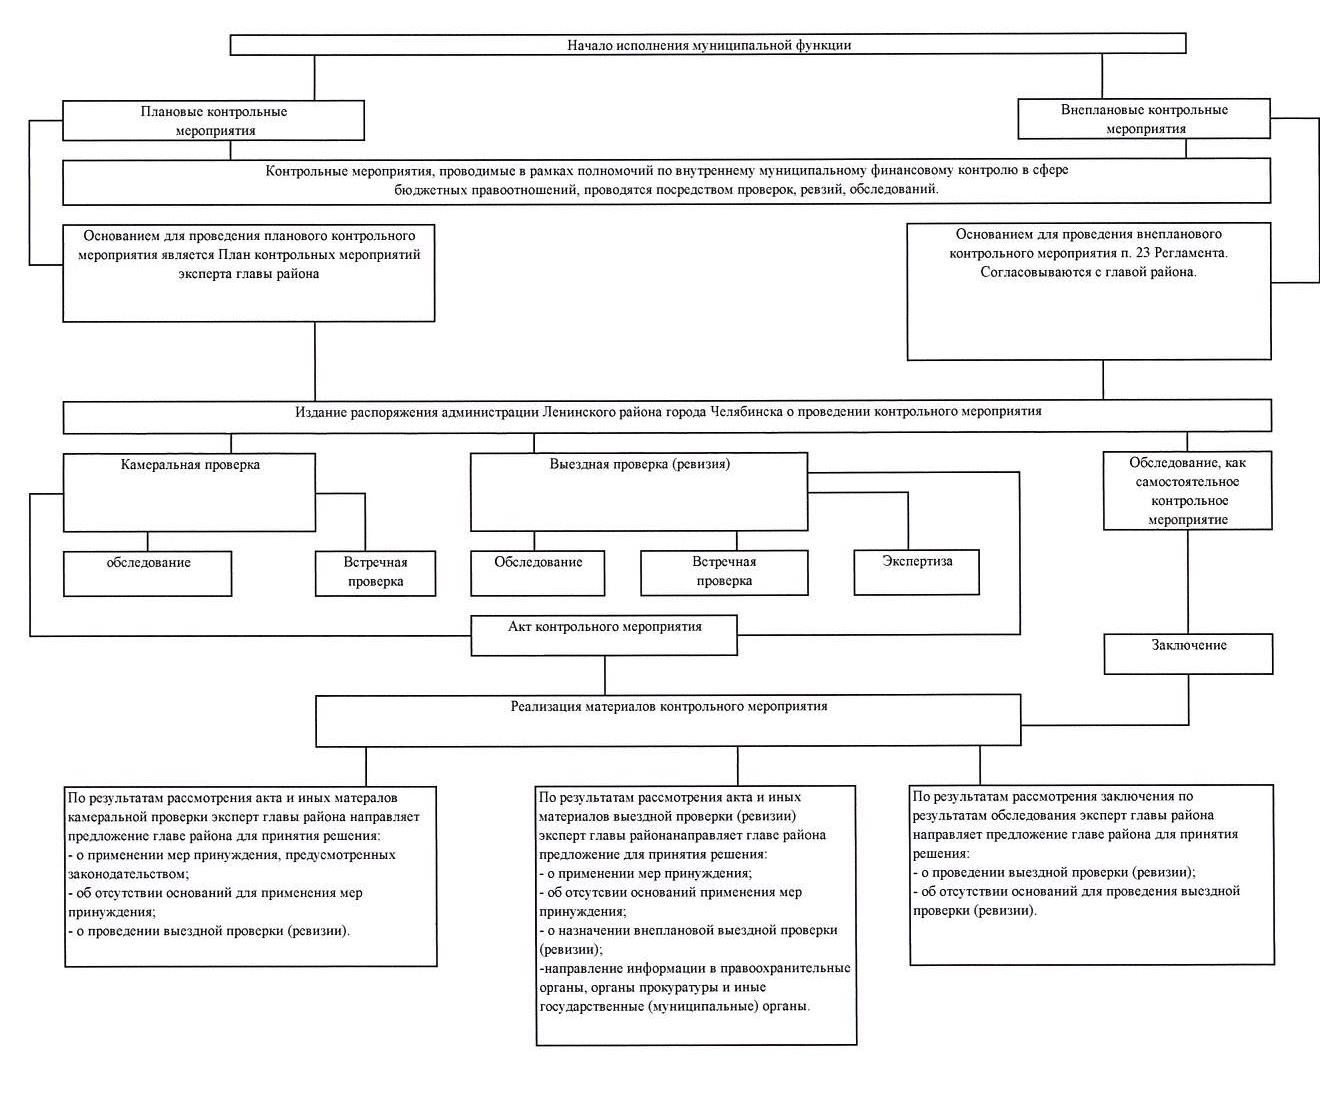 Начало исполнения муниципальной функции
Плановые контрольные
мероприятия
Внеплановые контрольные
мероприятия
Контрольные мероприятия, проводимые в рамках полномочий по внутреннему муниципальному финансовому контролю в сфере
бюджетных правоотношений, проводятся посредством проверок, ревзий, обследований.
Основанием для проведения планового контрольного
мероприятия является План контрольных мероприятий
эксперта главы района
Основанием для проведения внепланового
контрольного мероприятия п. 23 Регламента.
Согласовываются с главой района.
Издание распоряжения администрации Ленинского района города Челябинска о проведении контрольного мероприятия
Камеральная проверка
Выездная проверка (ревизия)
Обследование, как
самостоятельное
контрольное
мероприятие
обследование
Встречная
проверка
Обследование
Встречная
проверка
Экспертиза
Акт контрольного мероприятия
Заключение
Реализация материалов контрольного мероприятия
По результатам рассмотрения акта и иных матералов
камеральной проверки эксперт главы района направляет
предложение главе района для принятия решения:
- о применении мер принуждения, предусмотренных
законодательством;
- об отсутствии оснований для применения мер
принуждения;
- о проведении выездной проверки (ревизии).
По результатам рассмотрения акта и иных
материалов выездной проверки (ревизии)
эксперт главы районанаправляет главе района
предложение для принятия решения:
- о применении мер принуждения;
- об отсутсвии оснований применения мер
принуждения;
- о назначении внеплановой выездной проверки
(ревизии);
-направление информации в правоохранительные
органы, органы прокуратуры и иные
государственные (муниципальные) органы.
По результатам рассмотрения заключения по
результатам обследования эксперт главы района
направляет предложение главе района для принятия
решения:
- о проведении выездной проверки (ревизии);
- об отсутствии оснований для проведения выездной
проверки (ревизии).